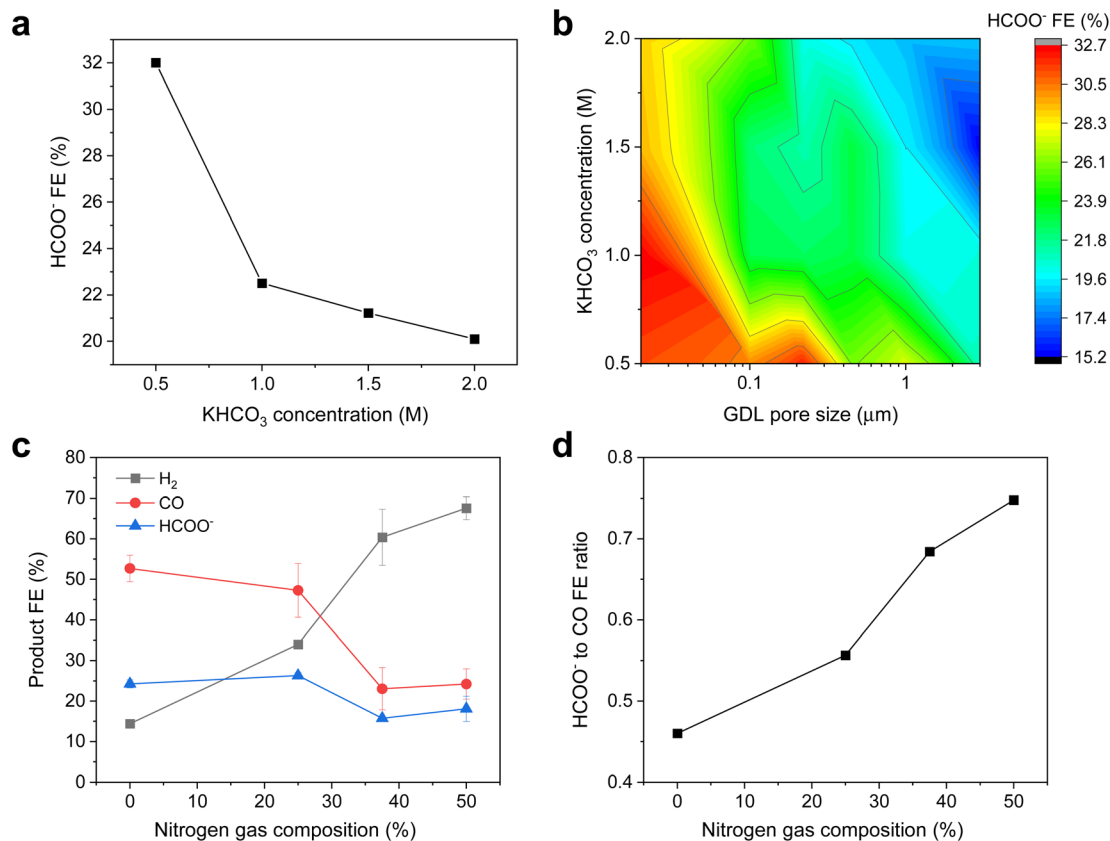 a
HCOO⁻ FE (%)
32
30
28
26
24
22
20
0.5 1.0 1.5 2.0
KHCO₃ concentration (M)
b
HCOO⁻ FE (%)
KHCO₃ concentration (M)
2.0
1.5
1.0
0.5
0.1 1
GDL pore size (μm)
32.7
30.5
28.3
26.1
23.9
21.8
19.6
17.4
15.2
c
Product FE (%)
80
70
60
50
40
30
20
10
0
H₂
CO
HCOO⁻
0 10 20 30 40 50
Nitrogen gas composition (%)
d
HCOO⁻ to CO FE ratio
0.8
0.7
0.6
0.5
0.4
0 10 20 30 40 50
Nitrogen gas composition (%)